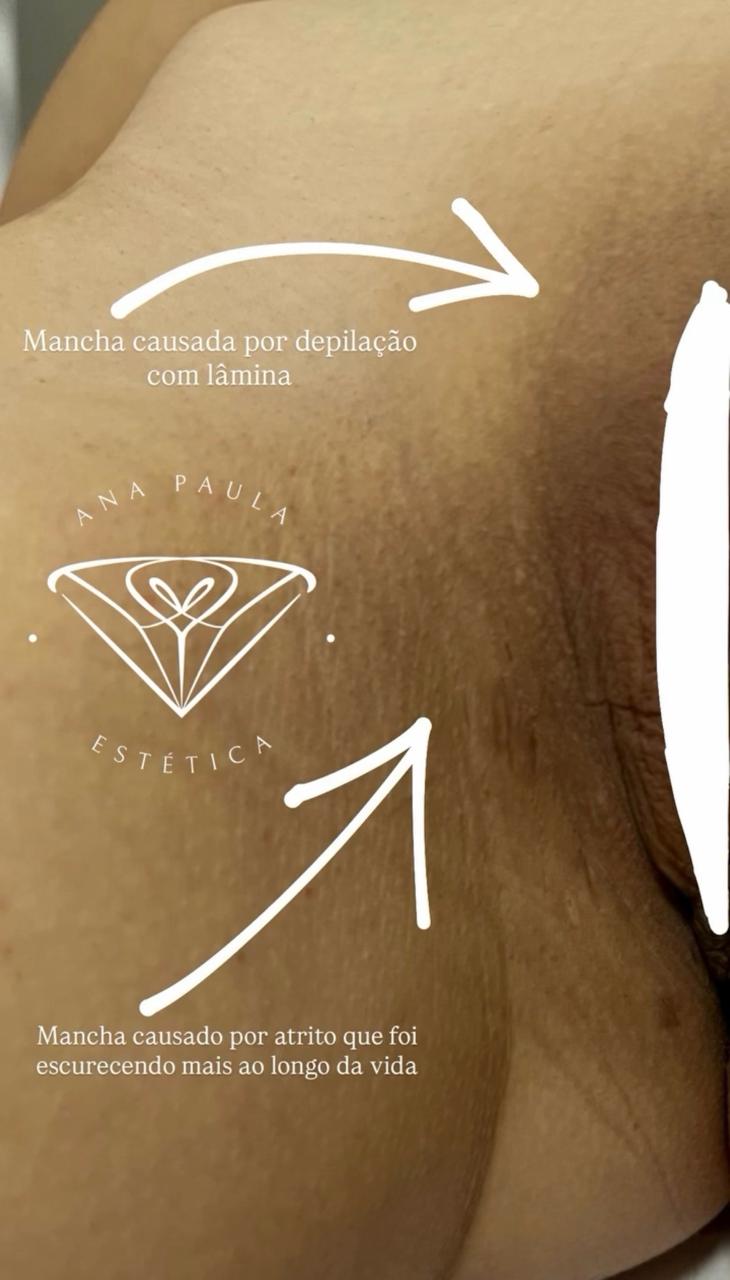 Mancha causada por depilação
com lâmina
ANA PAULA
ESTÉTICA
Mancha causado por atrito que foi
escurecendo mais ao longo da vida